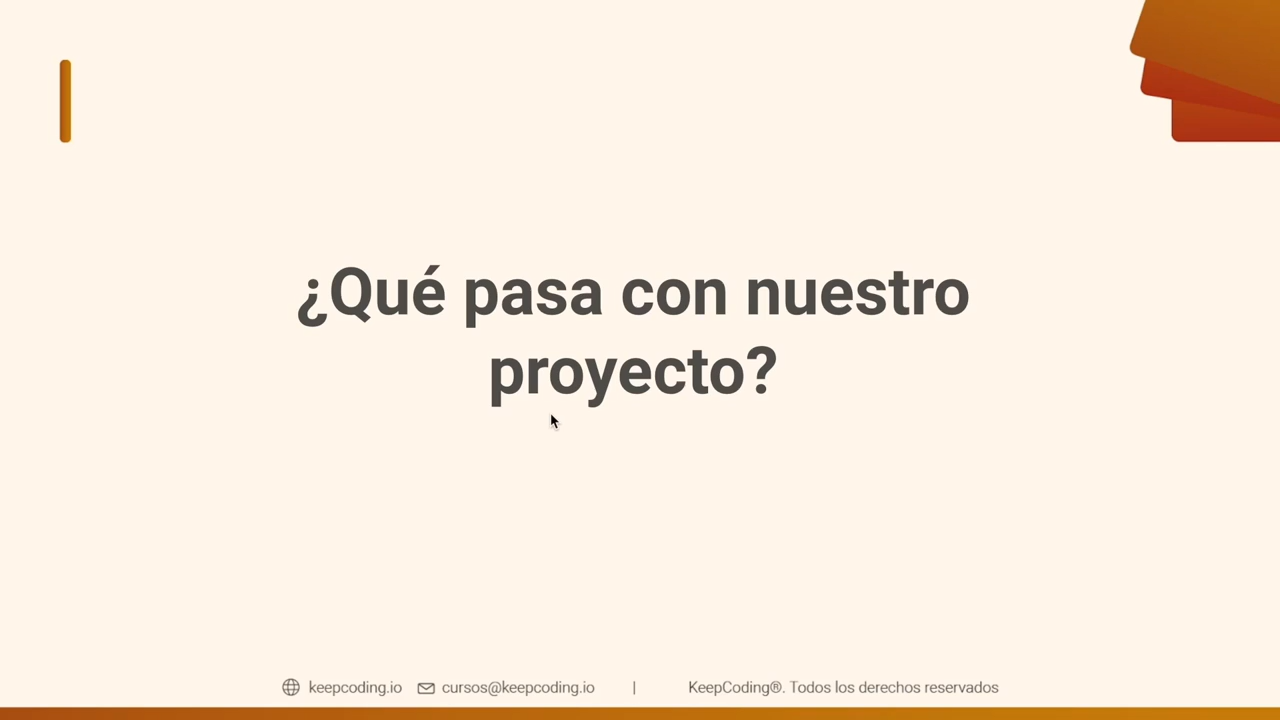 ¿Qué pasa con nuestro
proyecto?
keepcoding.io cursos@keepcoding.io | KeepCoding®. Todos los derechos reservados